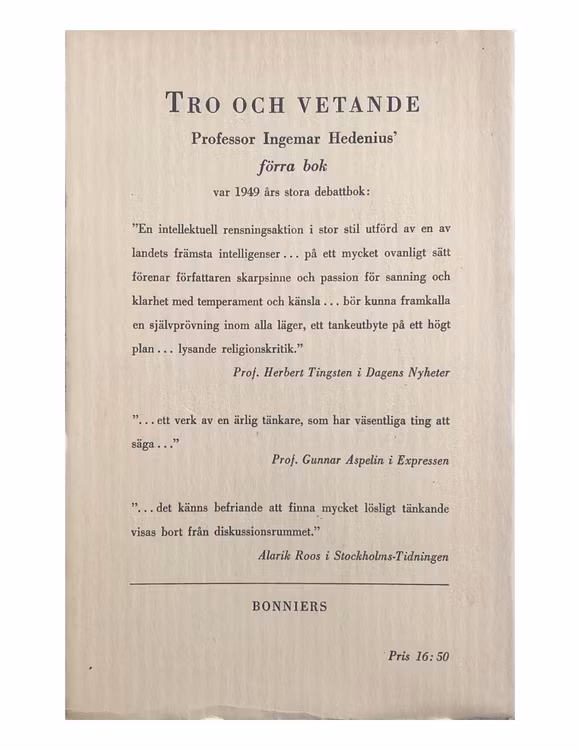 TRO OCH VETANDE
Professor Ingemar Hedenius’
förra bok
var 1949 års stora debattbok:
”En intellektuell rensningsaktion i stor stil utförd av en av
landets främsta intelligenser... på ett mycket ovanligt sätt
förenar författaren skarpsinne och passion för sanning och
klarhet med temperament och känsla... bör kunna framkalla
en självprövning inom alla läger, ett tankeutbyte på ett högt
plan... lysande religionskritik.”
Prof. Herbert Tingsten i Dagens Nyheter
”...ett verk av en ärlig tänkare, som har väsentliga ting att
säga...”
Prof. Gunnar Aspelin i Expressen
”...det känns befriande att finna mycket lösligt tänkande
visas bort från diskussionsrummet.”
Alarik Roos i Stockholms-Tidningen
BONNIERS
Pris 16:50